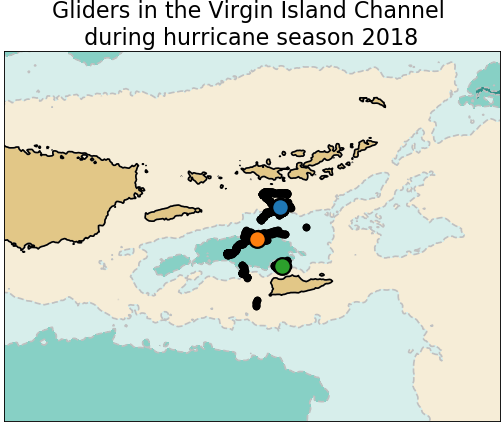 Gliders in the Virgin Island Channel
during hurricane season 2018